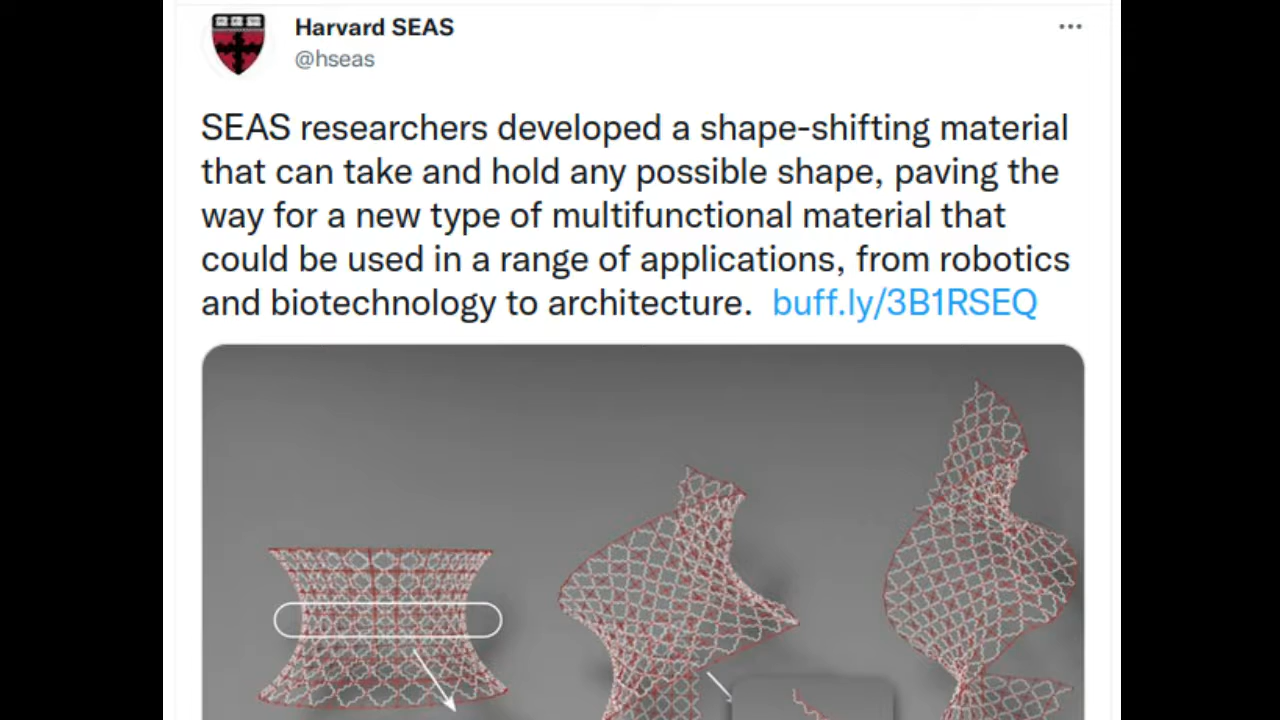 Harvard SEAS
@hseas
SEAS researchers developed a shape-shifting material
that can take and hold any possible shape, paving the
way for a new type of multifunctional material that
could be used in a range of applications, from robotics
and biotechnology to architecture. buff.ly/3B1RSEQ